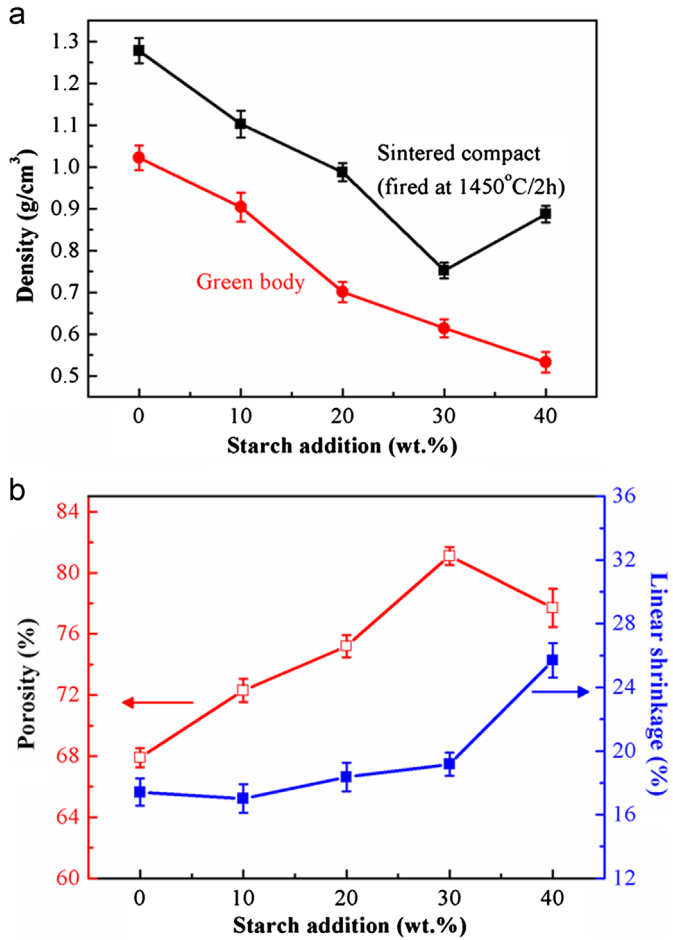 a
1.3
1.2
1.1
1.0
0.9
0.8
0.7
0.6
0.5
Density (g/cm³)
Sintered compact
(fired at 1450°C/2h)
Green body
0 10 20 30 40
Starch addition (wt.%)
b
84
80
76
72
68
64
60
Porosity (%)
36
32
28
24
20
16
12
Linear shrinkage (%)
0 10 20 30 40
Starch addition (wt.%)